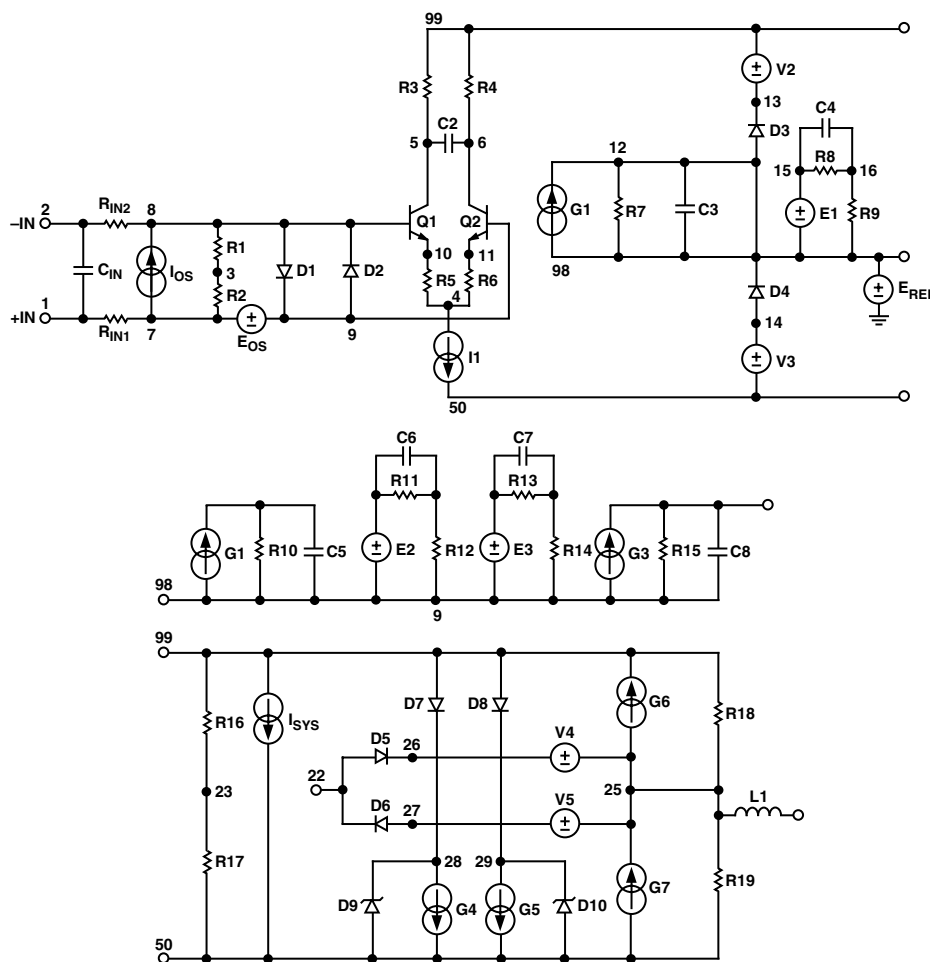 99
R3
R4
V2
13
C2
5
6
D3
C4
12
15
R8
16
2
–IN
RIN2
8
Q1
Q2
G1
R7
C3
E1
R9
R1
10
11
CIN
IOS
3
D1
D2
R5
R6
98
R2
4
D4
EREF
1
+IN
RIN1
7
EOS
9
14
I1
V3
50
C6
C7
R11
R13
G1
R10
C5
E2
R12
E3
R14
G3
R15
C8
98
9
99
D7
D8
G6
R16
ISYS
R18
D5
26
V4
22
25
23
D6
27
V5
L1
R17
28
29
D9
G4
G5
D10
G7
R19
50